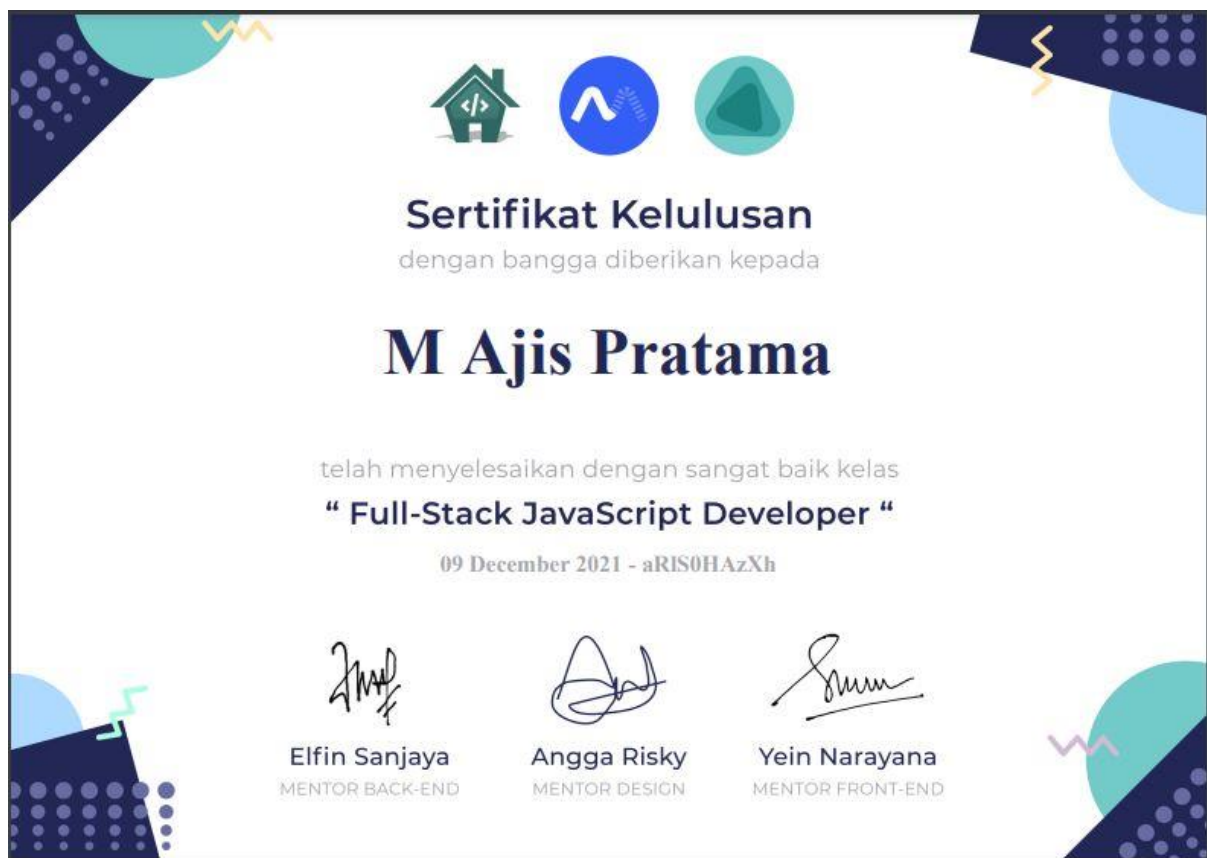 </>
Sertifikat Kelulusan
dengan bangga diberikan kepada
M Ajis Pratama
telah menyelesaikan dengan sangat baik kelas
“ Full-Stack JavaScript Developer “
09 December 2021 - aRIS0HAzXh
Elfin Sanjaya Angga Risky Yein Narayana
MENTOR BACK-END MENTOR DESIGN MENTOR FRONT-END